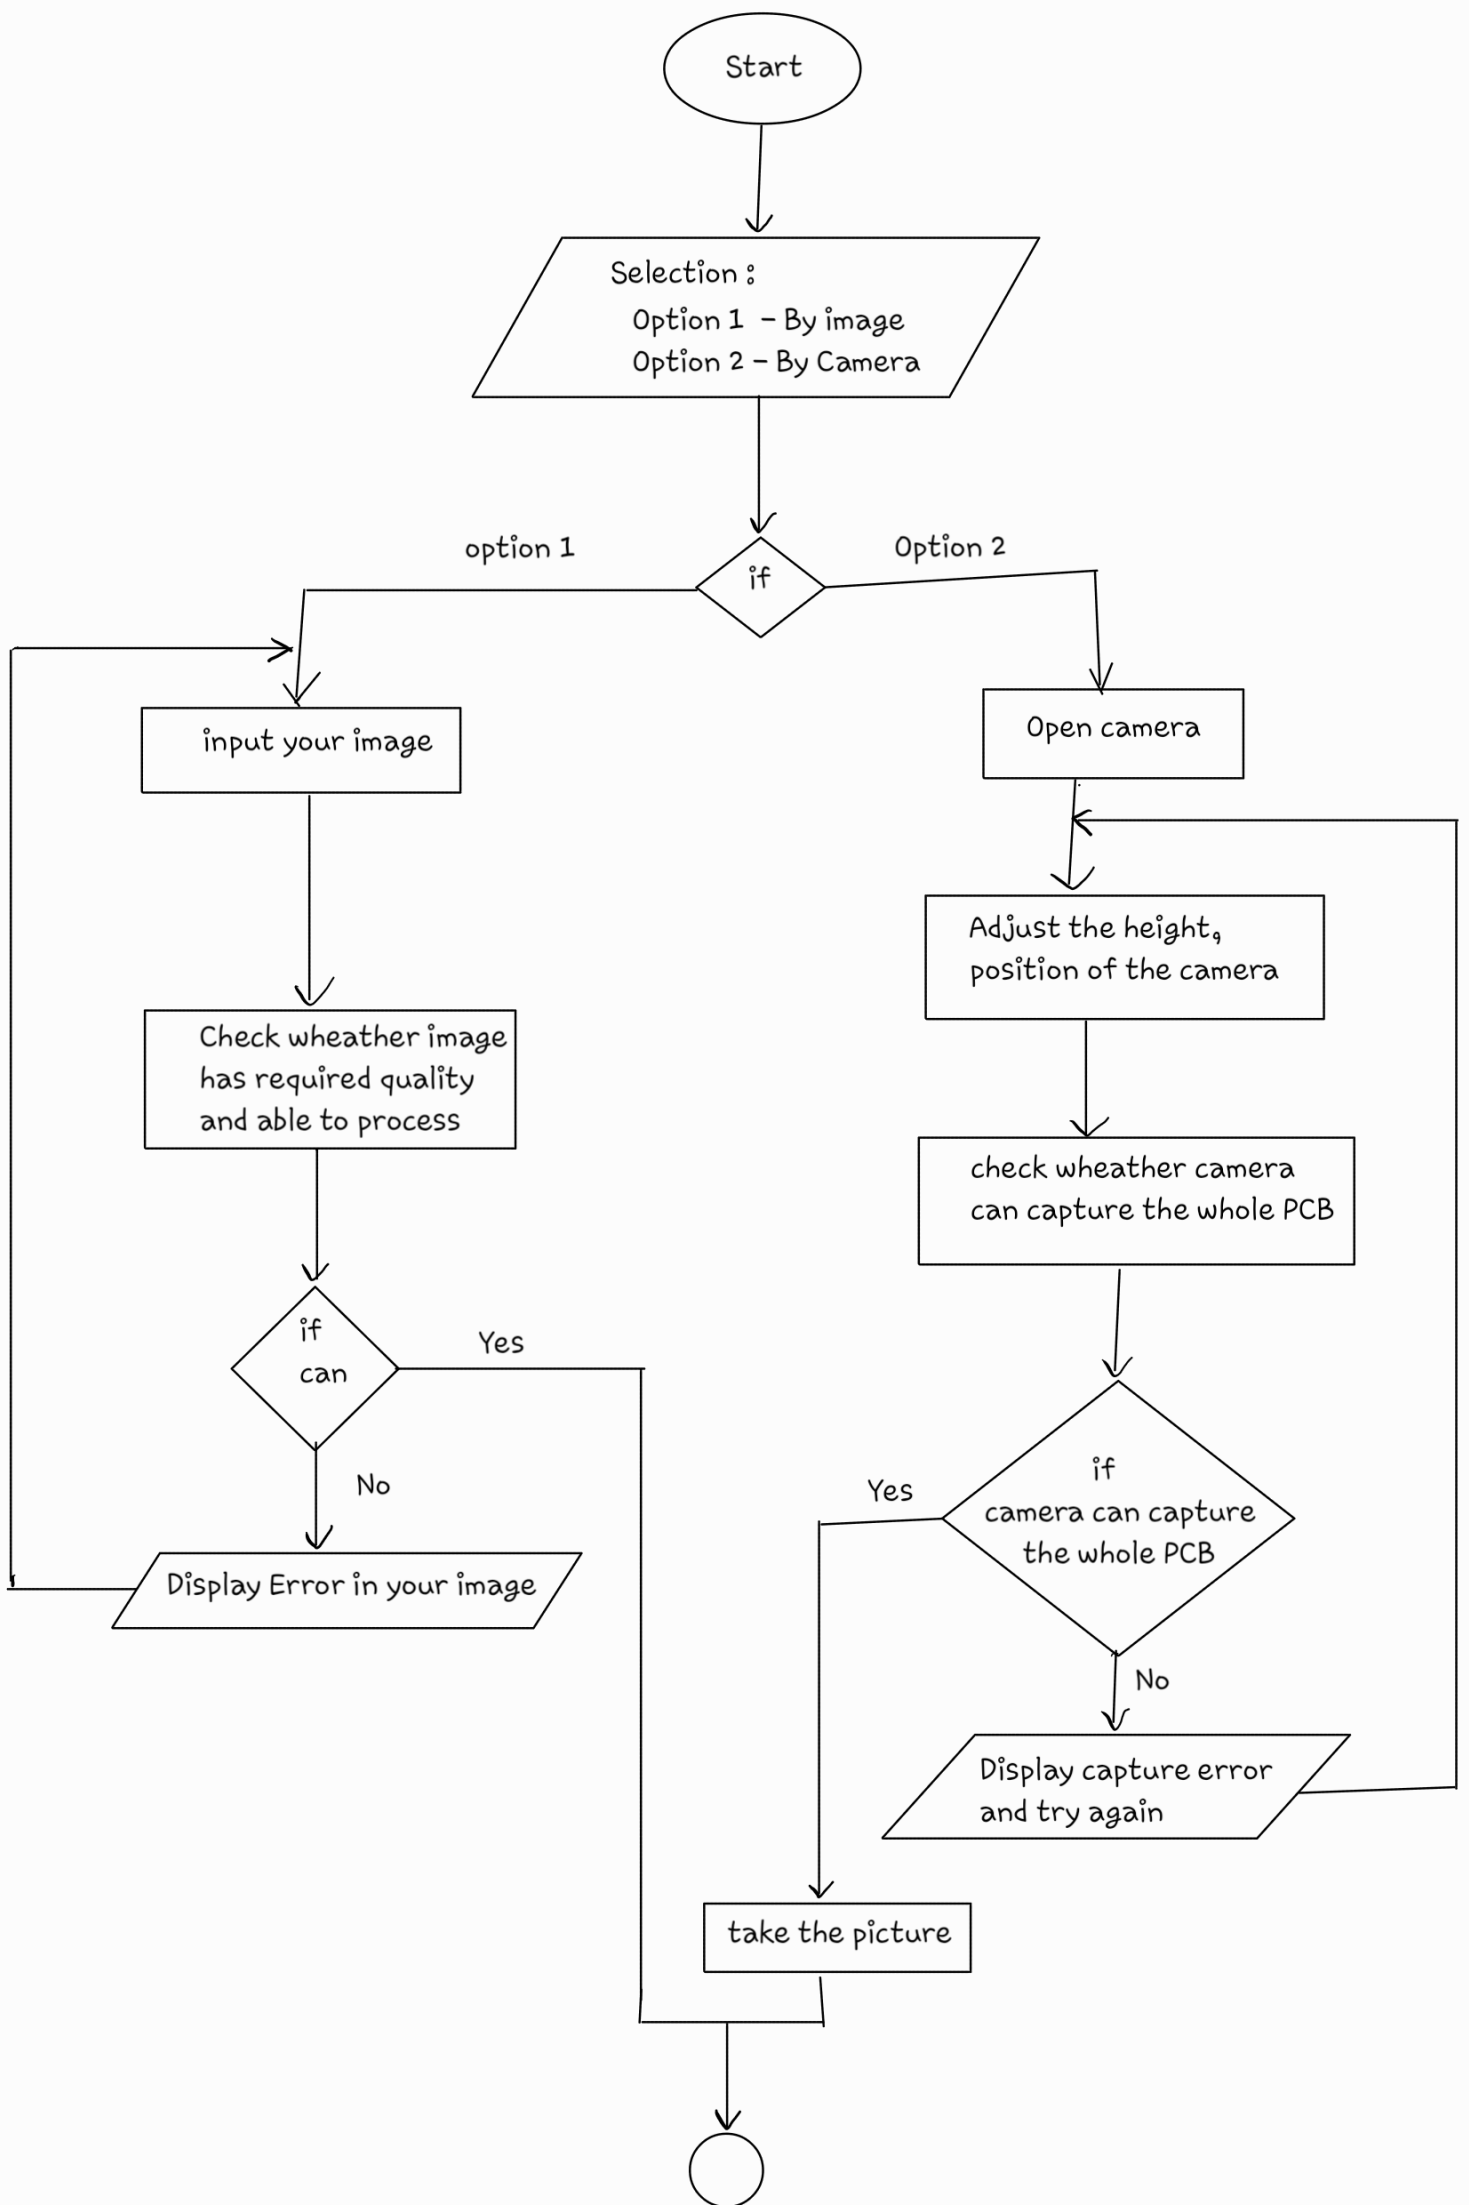 Start
Selection :
Option 1 - By image
Option 2 - By Camera
option 1
if
Option 2
input your image
Open camera
Adjust the height,
position of the camera
Check wheather image
has required quality
and able to process
check wheather camera
can capture the whole PCB
if
can
Yes
No
Display Error in your image
if
camera can capture
the whole PCB
Yes
No
Display capture error
and try again
take the picture